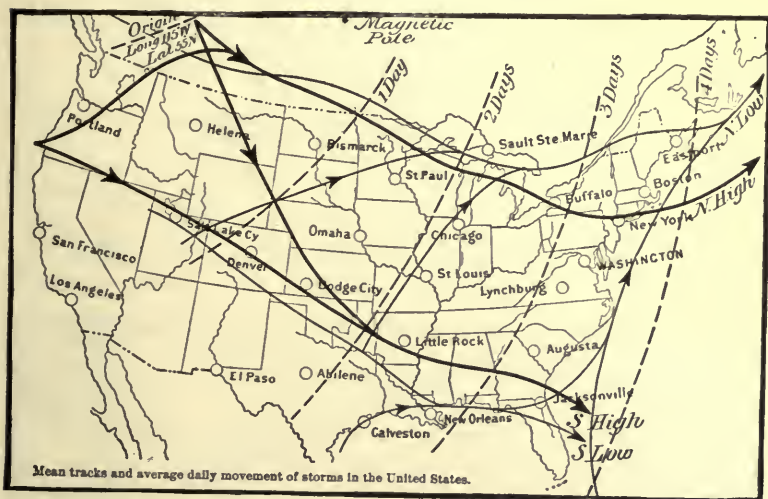 Origin
Long 115 W
Lat. 55 N
Magnetic
Pole
1 Day
2 Days
3 Days
4 Days
Portland
Helena
Bismarck
Sault Ste. Marie
Eastport
N. Low
St. Paul
Buffalo
Boston
New York
N. High
San Francisco
Salt Lake Cy
Omaha
Chicago
Denver
WASHINGTON
Los Angeles
Dodge City
St Louis
Lynchburg
Little Rock
Augusta
El Paso
Abilene
Jacksonville
Galveston
New Orleans
S. High
S. Low
Mean tracks and average daily movement of storms in the United States.